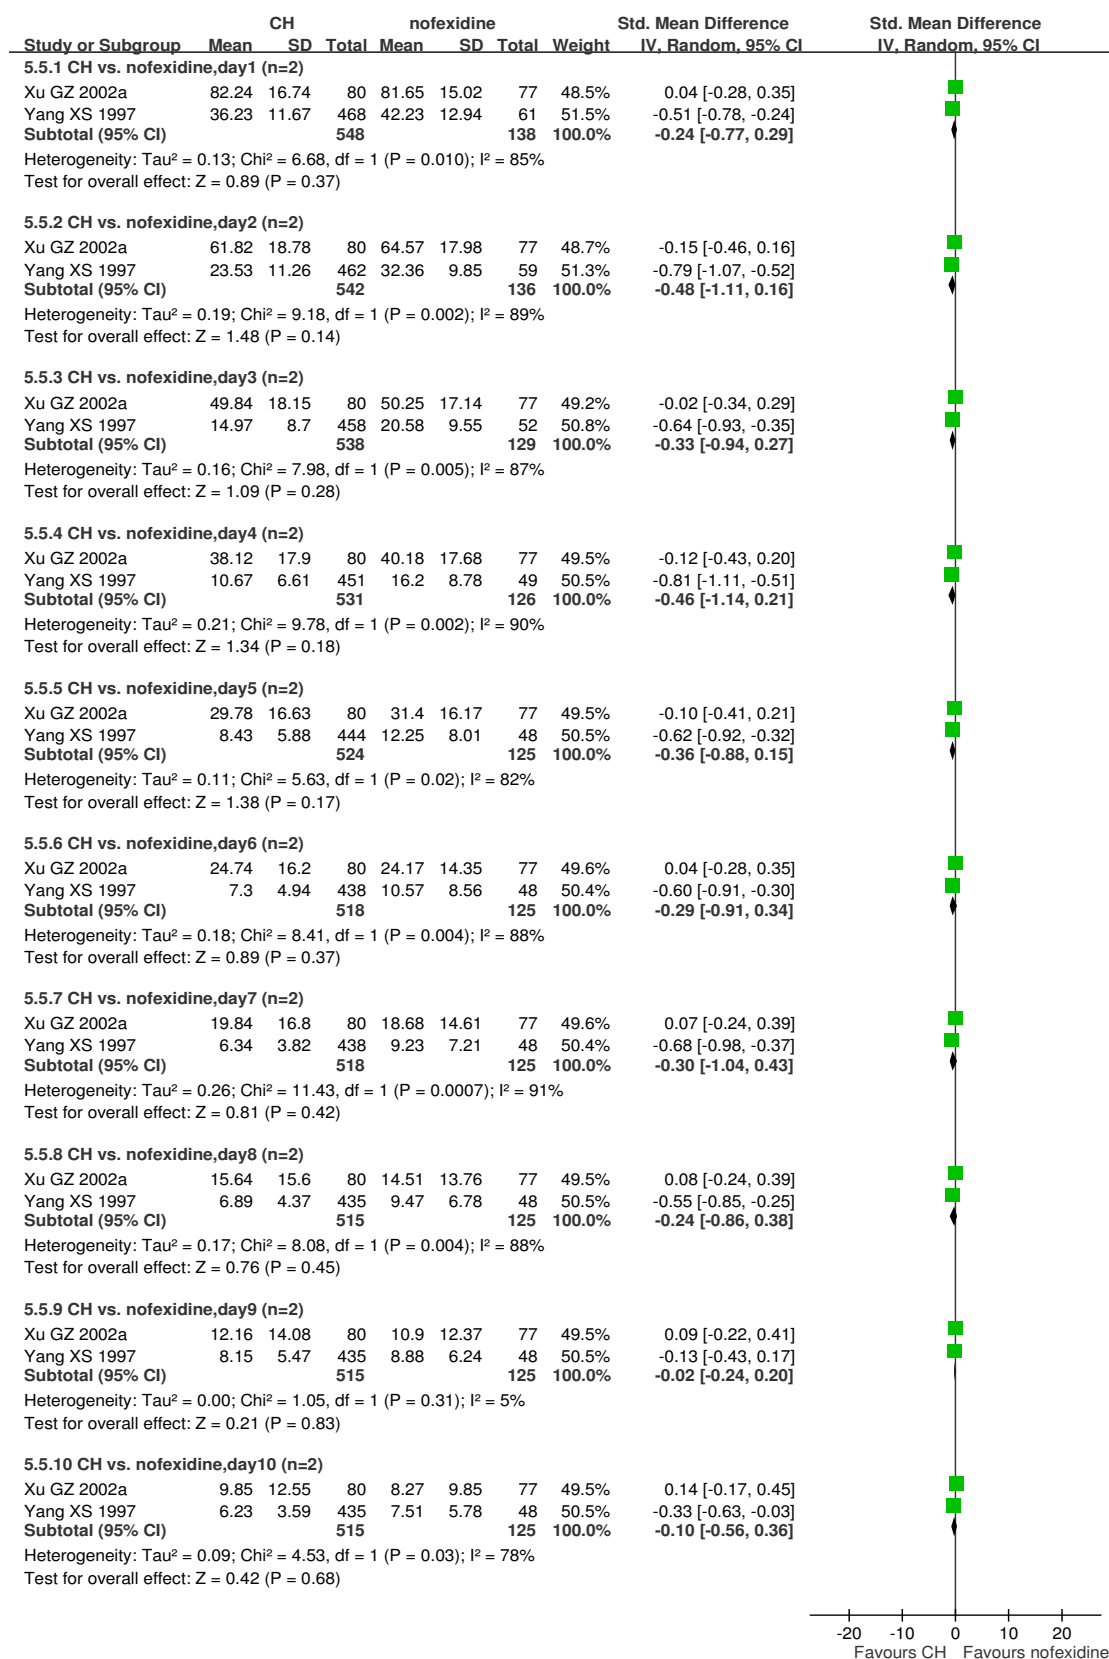 CH nofexidine Std. Mean Difference Std. Mean Difference
Study or Subgroup Mean SD Total Mean SD Total Weight IV, Random, 95% CI IV, Random, 95% CI
5.5.1 CH vs. nofexidine,day1 (n=2)
Xu GZ 2002a 82.24 16.74 80 81.65 15.02 77 48.5% 0.04 [-0.28, 0.35]
Yang XS 1997 36.23 11.67 468 42.23 12.94 61 51.5% -0.51 [-0.78, -0.24]
Subtotal (95% CI) 548 138 100.0% -0.24 [-0.77, 0.29]
Heterogeneity: Tau² = 0.13; Chi² = 6.68, df = 1 (P = 0.010); I² = 85%
Test for overall effect: Z = 0.89 (P = 0.37)
5.5.2 CH vs. nofexidine,day2 (n=2)
Xu GZ 2002a 61.82 18.78 80 64.57 17.98 77 48.7% -0.15 [-0.46, 0.16]
Yang XS 1997 23.53 11.26 462 32.36 9.85 59 51.3% -0.79 [-1.07, -0.52]
Subtotal (95% CI) 542 136 100.0% -0.48 [-1.11, 0.16]
Heterogeneity: Tau² = 0.19; Chi² = 9.18, df = 1 (P = 0.002); I² = 89%
Test for overall effect: Z = 1.48 (P = 0.14)
5.5.3 CH vs. nofexidine,day3 (n=2)
Xu GZ 2002a 49.84 18.15 80 50.25 17.14 77 49.2% -0.02 [-0.34, 0.29]
Yang XS 1997 14.97 8.7 458 20.58 9.55 52 50.8% -0.64 [-0.93, -0.35]
Subtotal (95% CI) 538 129 100.0% -0.33 [-0.94, 0.27]
Heterogeneity: Tau² = 0.16; Chi² = 7.98, df = 1 (P = 0.005); I² = 87%
Test for overall effect: Z = 1.09 (P = 0.28)
5.5.4 CH vs. nofexidine,day4 (n=2)
Xu GZ 2002a 38.12 17.9 80 40.18 17.68 77 49.5% -0.12 [-0.43, 0.20]
Yang XS 1997 10.67 6.61 451 16.2 8.78 49 50.5% -0.81 [-1.11, -0.51]
Subtotal (95% CI) 531 126 100.0% -0.46 [-1.14, 0.21]
Heterogeneity: Tau² = 0.21; Chi² = 9.78, df = 1 (P = 0.002); I² = 90%
Test for overall effect: Z = 1.34 (P = 0.18)
5.5.5 CH vs. nofexidine,day5 (n=2)
Xu GZ 2002a 29.78 16.63 80 31.4 16.17 77 49.5% -0.10 [-0.41, 0.21]
Yang XS 1997 8.43 5.88 444 12.25 8.01 48 50.5% -0.62 [-0.92, -0.32]
Subtotal (95% CI) 524 125 100.0% -0.36 [-0.88, 0.15]
Heterogeneity: Tau² = 0.11; Chi² = 5.63, df = 1 (P = 0.02); I² = 82%
Test for overall effect: Z = 1.38 (P = 0.17)
5.5.6 CH vs. nofexidine,day6 (n=2)
Xu GZ 2002a 24.74 16.2 80 24.17 14.35 77 49.6% 0.04 [-0.28, 0.35]
Yang XS 1997 7.3 4.94 438 10.57 8.56 48 50.4% -0.60 [-0.91, -0.30]
Subtotal (95% CI) 518 125 100.0% -0.29 [-0.91, 0.34]
Heterogeneity: Tau² = 0.18; Chi² = 8.41, df = 1 (P = 0.004); I² = 88%
Test for overall effect: Z = 0.89 (P = 0.37)
5.5.7 CH vs. nofexidine,day7 (n=2)
Xu GZ 2002a 19.84 16.8 80 18.68 14.61 77 49.6% 0.07 [-0.24, 0.39]
Yang XS 1997 6.34 3.82 438 9.23 7.21 48 50.4% -0.68 [-0.98, -0.37]
Subtotal (95% CI) 518 125 100.0% -0.30 [-1.04, 0.43]
Heterogeneity: Tau² = 0.26; Chi² = 11.43, df = 1 (P = 0.0007); I² = 91%
Test for overall effect: Z = 0.81 (P = 0.42)
5.5.8 CH vs. nofexidine,day8 (n=2)
Xu GZ 2002a 15.64 15.6 80 14.51 13.76 77 49.5% 0.08 [-0.24, 0.39]
Yang XS 1997 6.89 4.37 435 9.47 6.78 48 50.5% -0.55 [-0.85, -0.25]
Subtotal (95% CI) 515 125 100.0% -0.24 [-0.86, 0.38]
Heterogeneity: Tau² = 0.17; Chi² = 8.08, df = 1 (P = 0.004); I² = 88%
Test for overall effect: Z = 0.76 (P = 0.45)
5.5.9 CH vs. nofexidine,day9 (n=2)
Xu GZ 2002a 12.16 14.08 80 10.9 12.37 77 49.5% 0.09 [-0.22, 0.41]
Yang XS 1997 8.15 5.47 435 8.88 6.24 48 50.5% -0.13 [-0.43, 0.17]
Subtotal (95% CI) 515 125 100.0% -0.02 [-0.24, 0.20]
Heterogeneity: Tau² = 0.00; Chi² = 1.05, df = 1 (P = 0.31); I² = 5%
Test for overall effect: Z = 0.21 (P = 0.83)
5.5.10 CH vs. nofexidine,day10 (n=2)
Xu GZ 2002a 9.85 12.55 80 8.27 9.85 77 49.5% 0.14 [-0.17, 0.45]
Yang XS 1997 6.23 3.59 435 7.51 5.78 48 50.5% -0.33 [-0.63, -0.03]
Subtotal (95% CI) 515 125 100.0% -0.10 [-0.56, 0.36]
Heterogeneity: Tau² = 0.09; Chi² = 4.53, df = 1 (P = 0.03); I² = 78%
Test for overall effect: Z = 0.42 (P = 0.68)
-20 -10 0 10 20
Favours CH Favours nofexidine